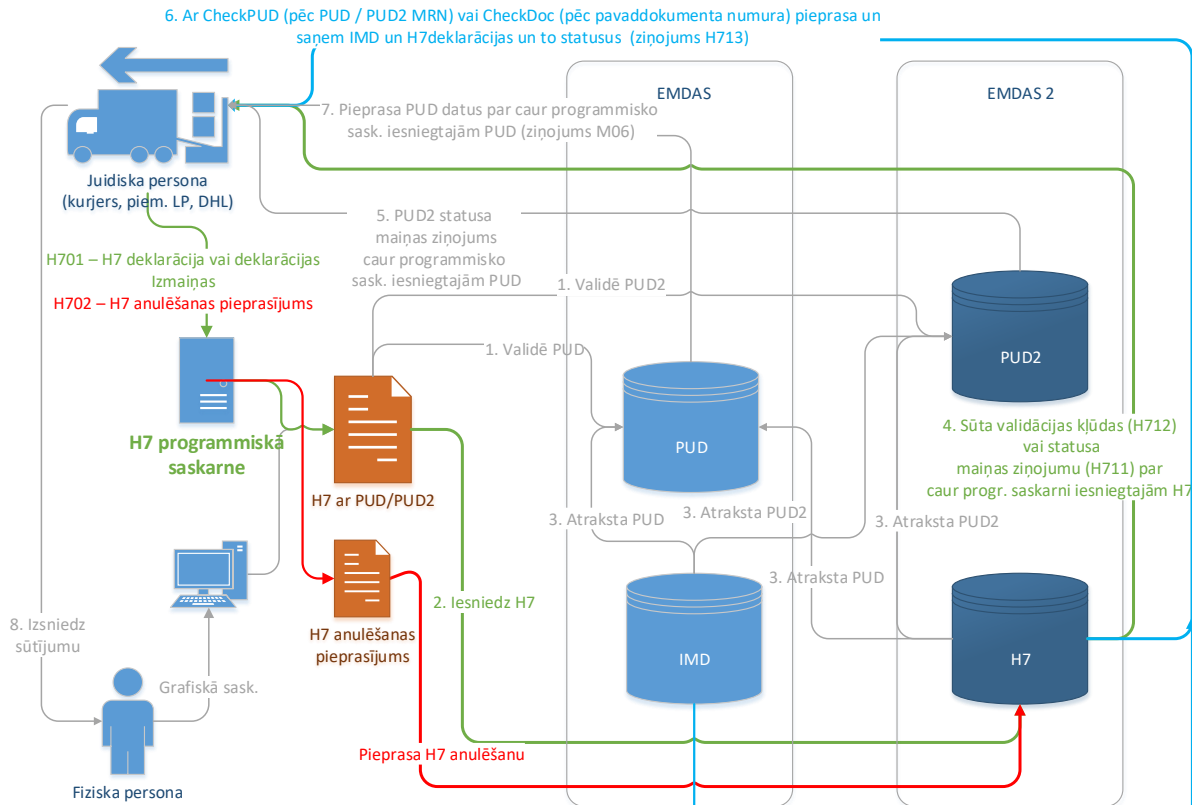 6. Ar CheckPUD (pēc PUD / PUD2 MRN) vai CheckDoc (pēc pavaddokumenta numura) pieprasa un
saņem IMD un H7deklarācijas un to statusus (ziņojums H713)
EMDAS
EMDAS 2
7. Pieprasa PUD datus par caur programmisko
sask. iesniegtajām PUD (ziņojums M06)
Juidiska persona
(kurjers, piem. LP, DHL)
5. PUD2 statusa
maiņas ziņojums
caur programmisko
sask. iesniegtajām PUD
H701 – H7 deklarācija vai deklarācijas
Izmaiņas
H702 – H7 anulēšanas pieprasījums
1. Validē PUD2
1. Validē PUD
PUD2
H7 programmiskā
saskarne
PUD
4. Sūta validācijas kļūdas (H712)
vai statusa
maiņas ziņojumu (H711) par
caur progr. saskarni iesniegtajām H7
H7 ar PUD/PUD2
3. Atraksta PUD
3. Atraksta PUD2
3. Atraksta PUD2
3. Atraksta PUD
2. Iesniedz H7
8. Izsniedz
sūtījumu
H7 anulēšanas
pieprasījums
IMD
H7
Grafiskā sask.
Pieprasa H7 anulēšanu
Fiziska persona